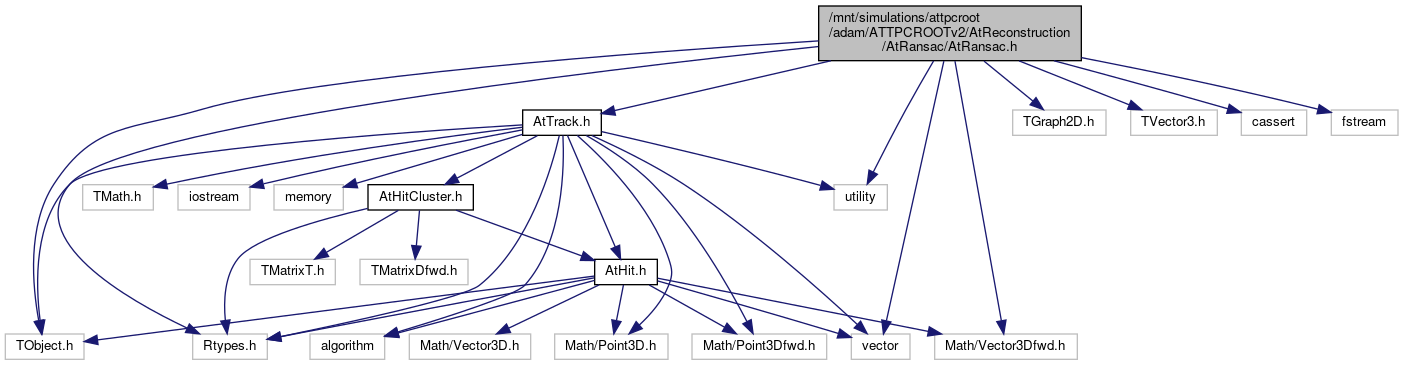 /mnt/simulations/attpcroot
/adam/ATTPCROOTv2/AtReconstruction
/AtRansac/AtRansac.h
AtTrack.h
TGraph2D.h
TVector3.h
cassert
fstream
TMath.h
iostream
memory
AtHitCluster.h
utility
TMatrixT.h
TMatrixDfwd.h
AtHit.h
TObject.h
Rtypes.h
algorithm
Math/Vector3D.h
Math/Point3D.h
Math/Point3Dfwd.h
vector
Math/Vector3Dfwd.h